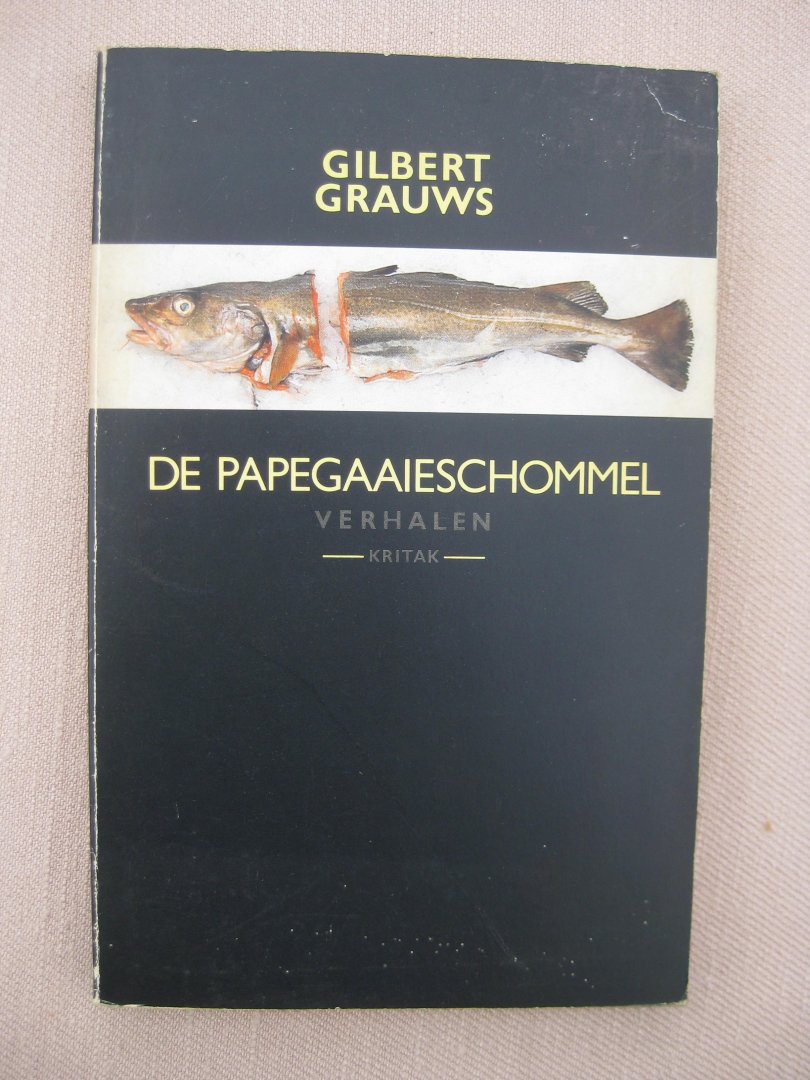 GILBERT
GRAUWS
DE PAPEGAAIESCHOMMEL
VERHALEN
KRITAK